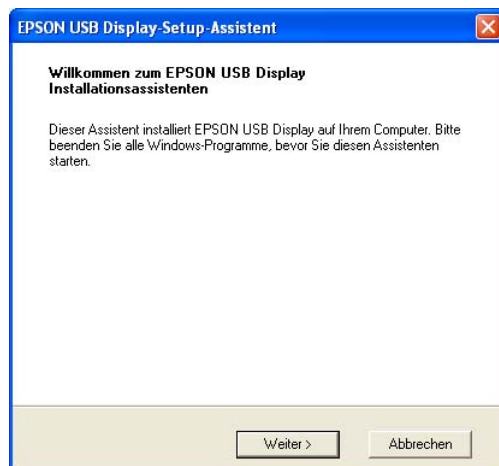 EPSON USB Display-Setup-Assistent
Willkommen zum EPSON USB Display
Installationsassistenten
Dieser Assistent installiert EPSON USB Display auf Ihrem Computer. Bitte
beenden Sie alle Windows-Programme, bevor Sie diesen Assistenten
starten.
Weiter >
Abbrechen